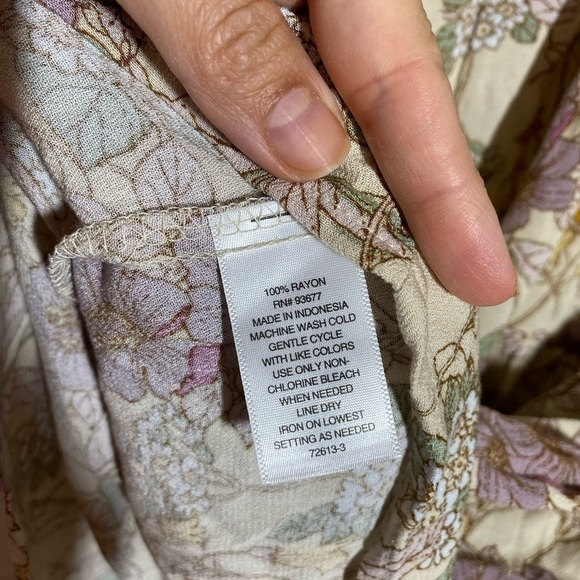 100% RAYON
RN# 93677
MADE IN INDONESIA
MACHINE WASH COLD
GENTLE CYCLE
WITH LIKE COLORS
USE ONLY NON-
CHLORINE BLEACH
WHEN NEEDED
LINE DRY
IRON ON LOWEST
SETTING AS NEEDED
72613-3